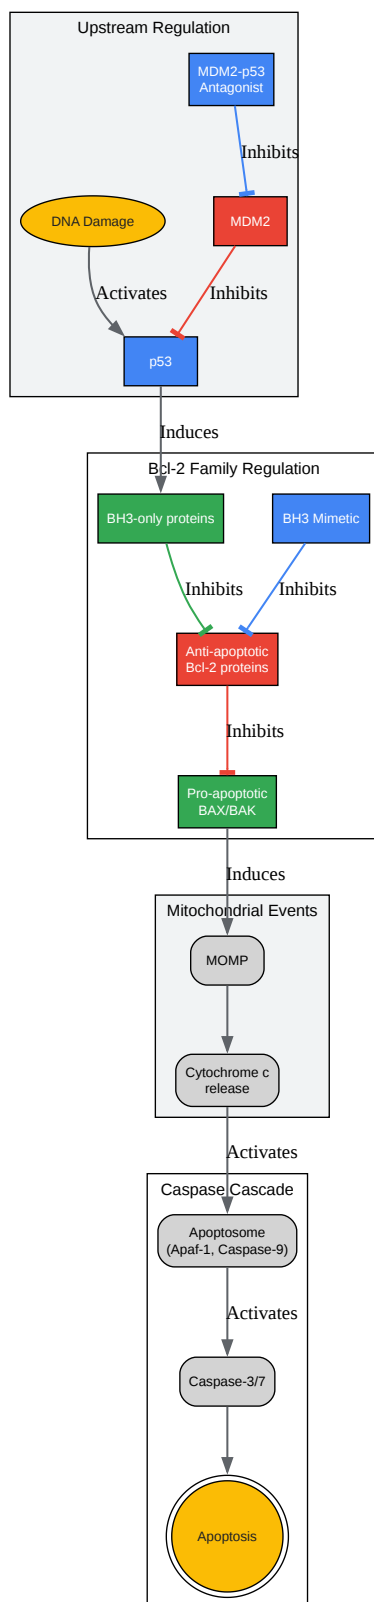 Upstream Regulation
MDM2-p53
Antagonist
Inhibits
DNA Damage
MDM2
Activates
Inhibits
p53
Induces
Bcl-2 Family Regulation
BH3-only proteins
BH3 Mimetic
Inhibits
Inhibits
Anti-apoptotic
Bcl-2 proteins
Inhibits
Pro-apoptotic
BAX/BAK
Induces
Mitochondrial Events
MOMP
Cytochrome c
release
Activates
Caspase Cascade
Apoptosome
(Apaf-1, Caspase-9)
Activates
Caspase-3/7
Apoptosis